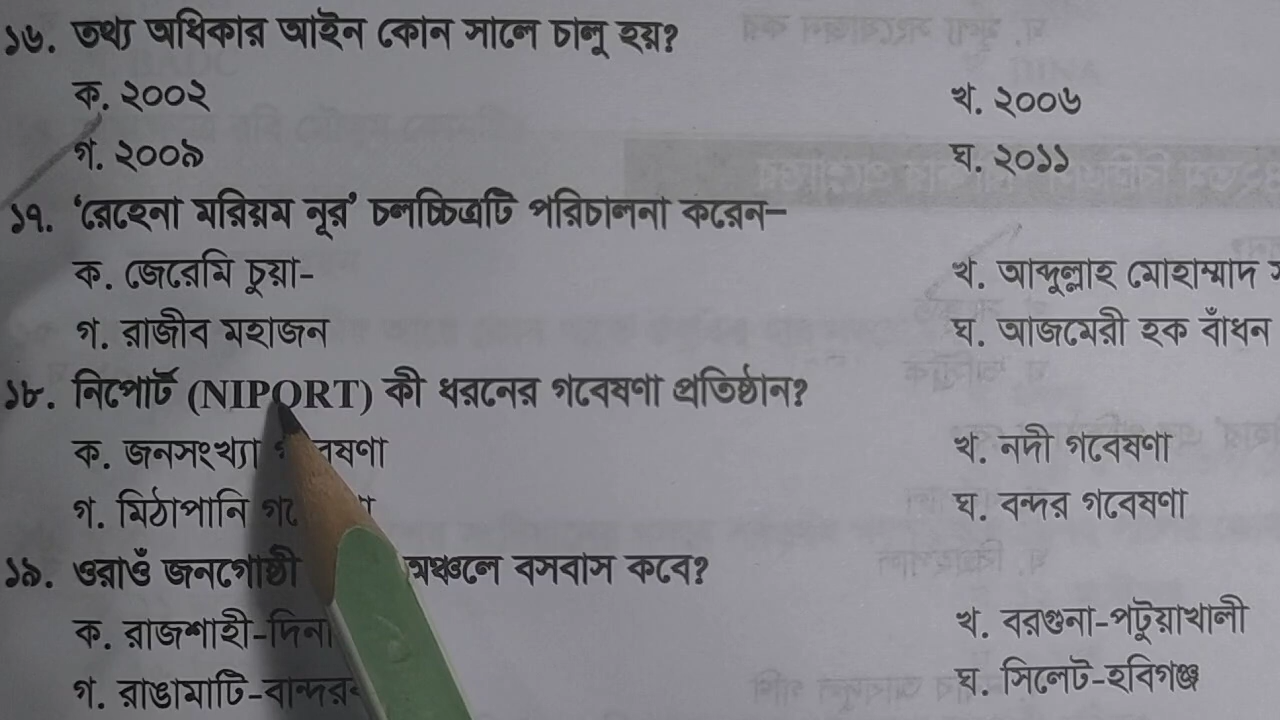 ১৬. তথ্য অধিকার আইন কোন সালে চালু হয়?
ক. ২০০২ খ. ২০০৬
গ. ২০০৯ ঘ. ২০১১
১৭. ‘রেহেনা মরিয়ম নূর’ চলচ্চিত্রটি পরিচালনা করেন–
ক. জেরেমি চুয়া- খ. আব্দুল্লাহ মোহাম্মাদ
গ. রাজীব মহাজন ঘ. আজমেরী হক বাঁধন
১৮. নিপোর্ট (NIPORT) কী ধরনের গবেষণা প্রতিষ্ঠান?
ক. জনসংখ্যা খ. নদী গবেষণা
গ. মিঠাপানি ঘ. বন্দর গবেষণা
১৯. ওরাওঁ জনগোষ্ঠী অঞ্চলে বসবাস কবে?
ক. রাজশাহী-দিনা খ. বরগুনা-পটুয়াখালী
গ. রাঙামাটি-বান্দর ঘ. সিলেট-হবিগঞ্জ